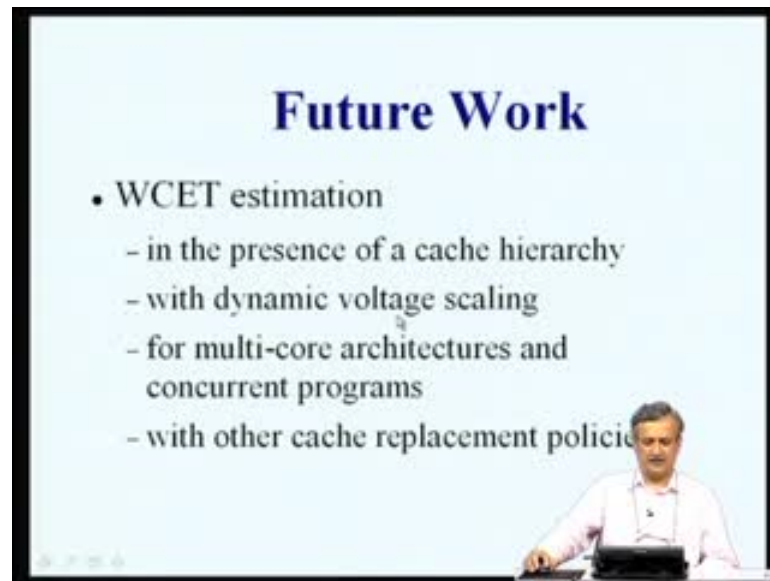 Future Work
• WCET estimation
– in the presence of a cache hierarchy
– with dynamic voltage scaling
– for multi-core architectures and
concurrent programs
– with other cache replacement policie